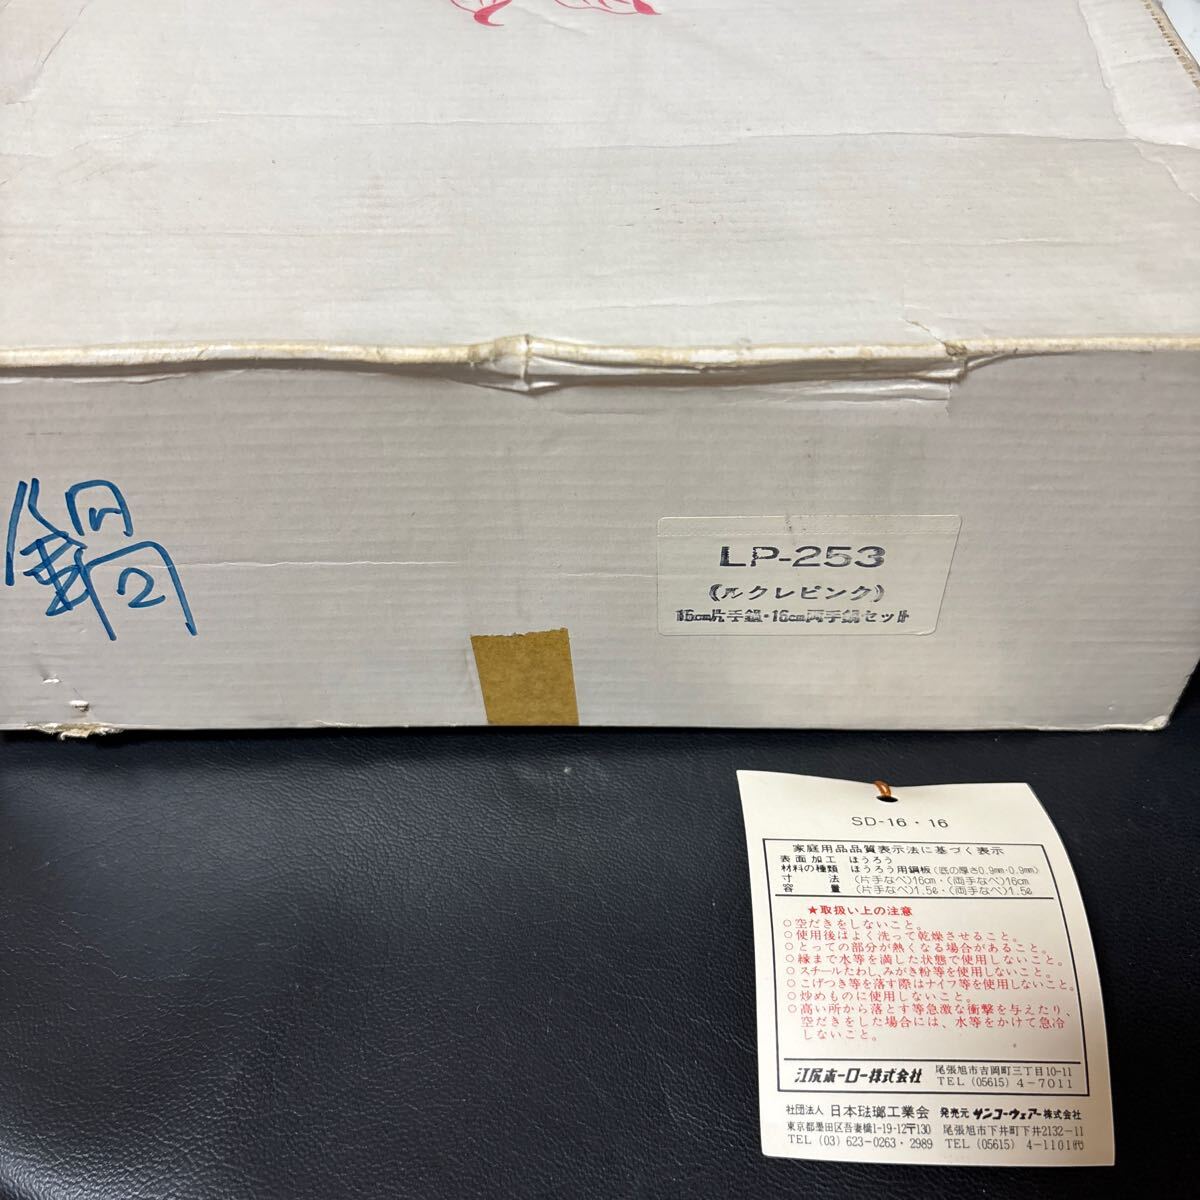 鍋2
LP-253
(ルクレピンク)
16cm片手鍋・16cm両手鍋セット
SD-16・16
家庭用品品質表示法に基づく表示
表面加工 ほうろう
材料の種類 ほうろう用鋼板(底の厚さ0.9mm・0.9mm)
寸法 (片手なべ)16cm・(両手なべ)16cm
容量 (片手なべ)1.5ℓ・(両手なべ)1.5ℓ
★取扱い上の注意
○空だきをしないこと。
○使用後はよく洗って乾燥させること。
○とっての部分が熱くなる場合があること。
○縁まで水等を満した状態で使用しないこと。
○スチールたわし、みがき粉等を使用しないこと。
○こげつき等を落す際はナイフ等を使用しないこと。
○炒めものに使用しないこと。
○高い所から落とす等急激な衝撃を与えたり、
空だきをした場合には、水等をかけて急冷
しないこと。
江尻ホーロー株式会社 尾張旭市吉岡町三丁目10-11
TEL (05615) 4-7011
社団法人 日本琺瑯工業会
東京都墨田区吾妻橋1-19-12〒130
TEL (03) 623-0263・2989
発売元 サンコーウェアー株式会社
尾張旭市下井町下井2132-11
TEL (05615) 4-1101代